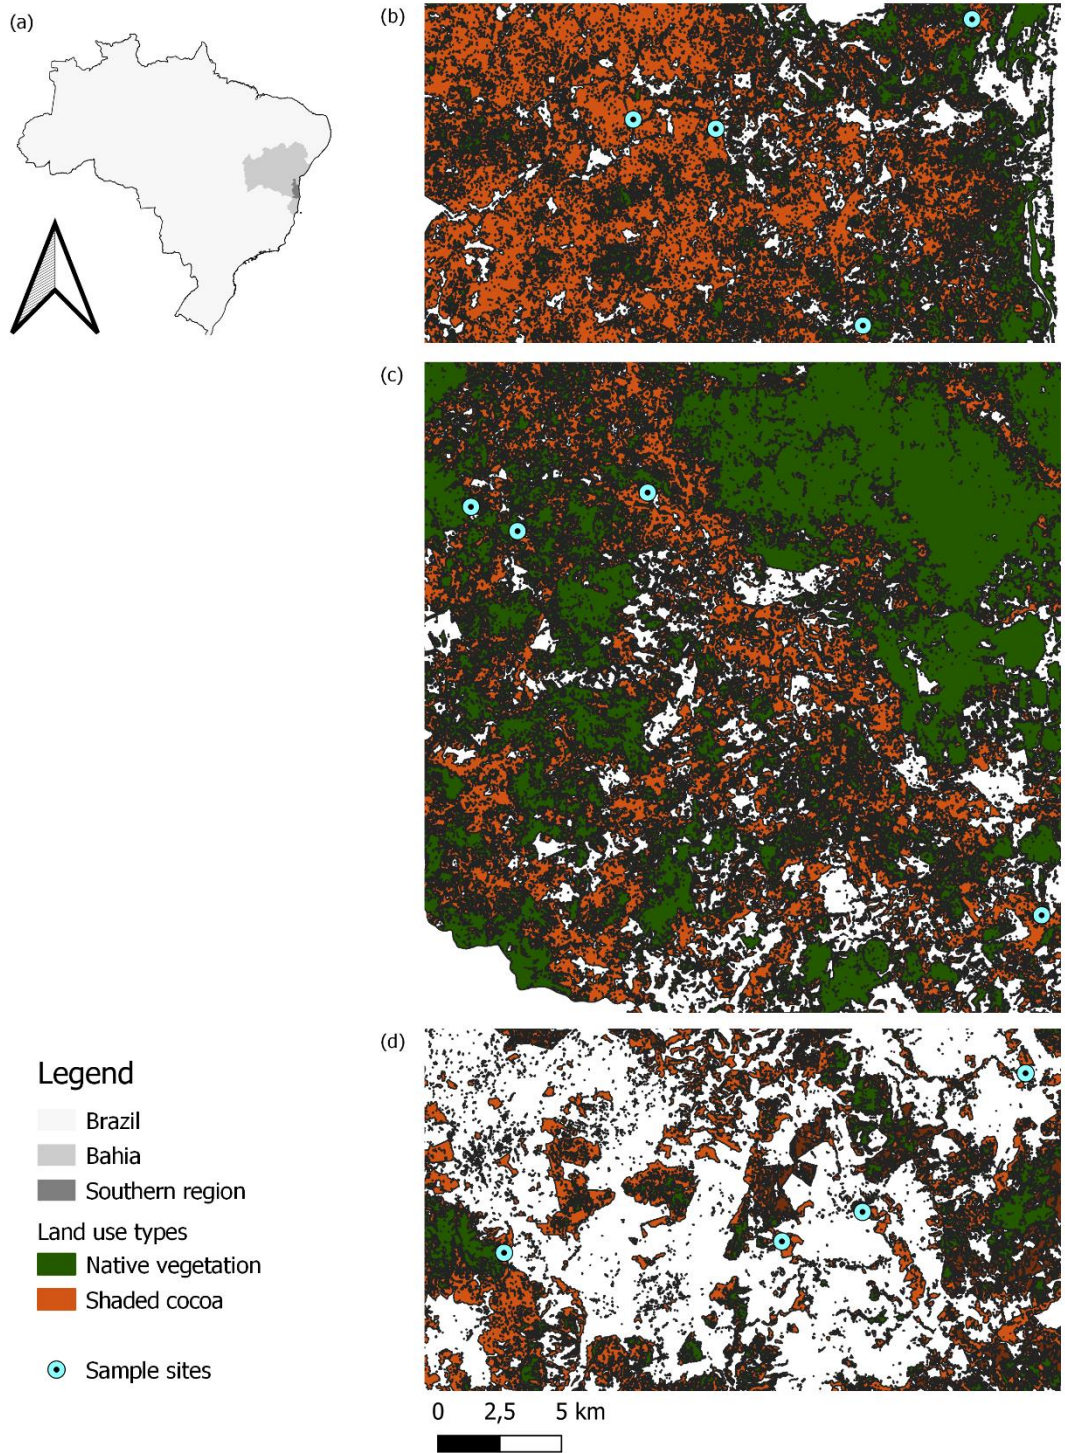 (a)
(b)
(c)
(d)
Legend
Brazil
Bahia
Southern region
Land use types
Native vegetation
Shaded cocoa
Sample sites
0 2,5 5 km